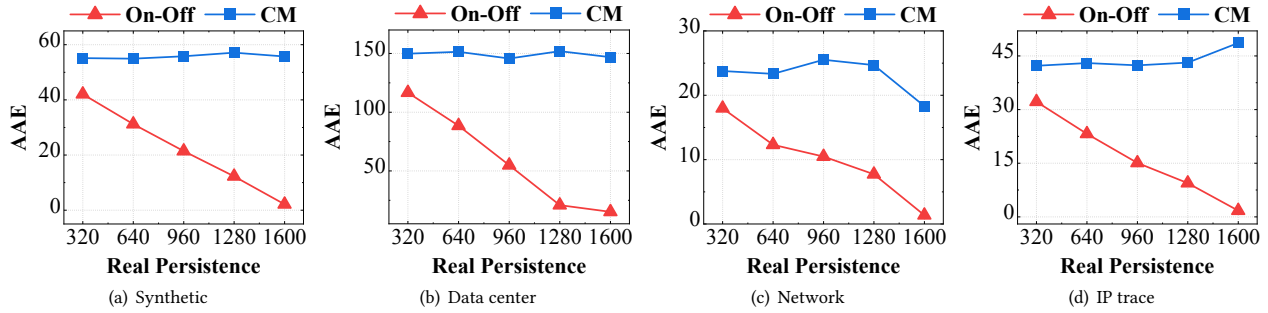 On-Off CM
AAE
60
40
20
0
320 640 960 1280 1600
Real Persistence
(a) Synthetic
On-Off CM
AAE
150
100
50
320 640 960 1280 1600
Real Persistence
(b) Data center
On-Off CM
AAE
30
20
10
0
320 640 960 1280 1600
Real Persistence
(c) Network
On-Off CM
AAE
45
30
15
0
320 640 960 1280 1600
Real Persistence
(d) IP trace